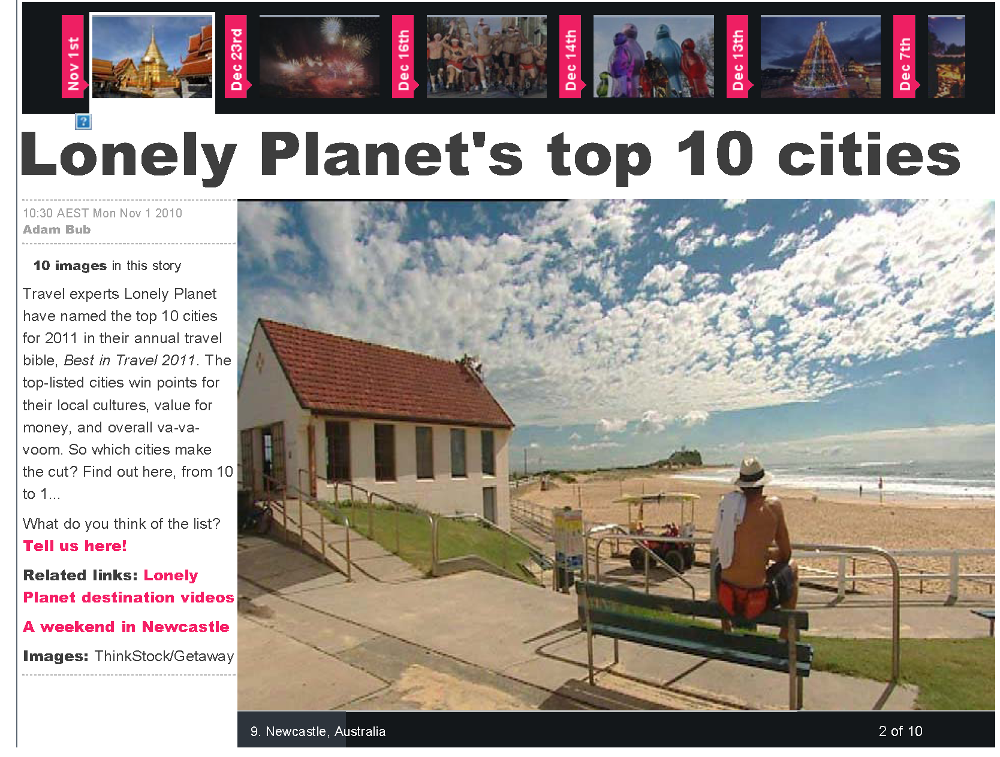 Nov 1st
Dec 23rd
Dec 16th
Dec 14th
Dec 13th
Dec 7th
?
Lonely Planet's top 10 cities
10:30 AEST Mon Nov 1 2010
Adam Bub
10 images in this story
Travel experts Lonely Planet
have named the top 10 cities
for 2011 in their annual travel
bible, Best in Travel 2011. The
top-listed cities win points for
their local cultures, value for
money, and overall va-va-
voom. So which cities make
the cut? Find out here, from 10
to 1...
What do you think of the list?
Tell us here!
Related links: Lonely
Planet destination videos
A weekend in Newcastle
Images: ThinkStock/Getaway
9. Newcastle, Australia
2 of 10